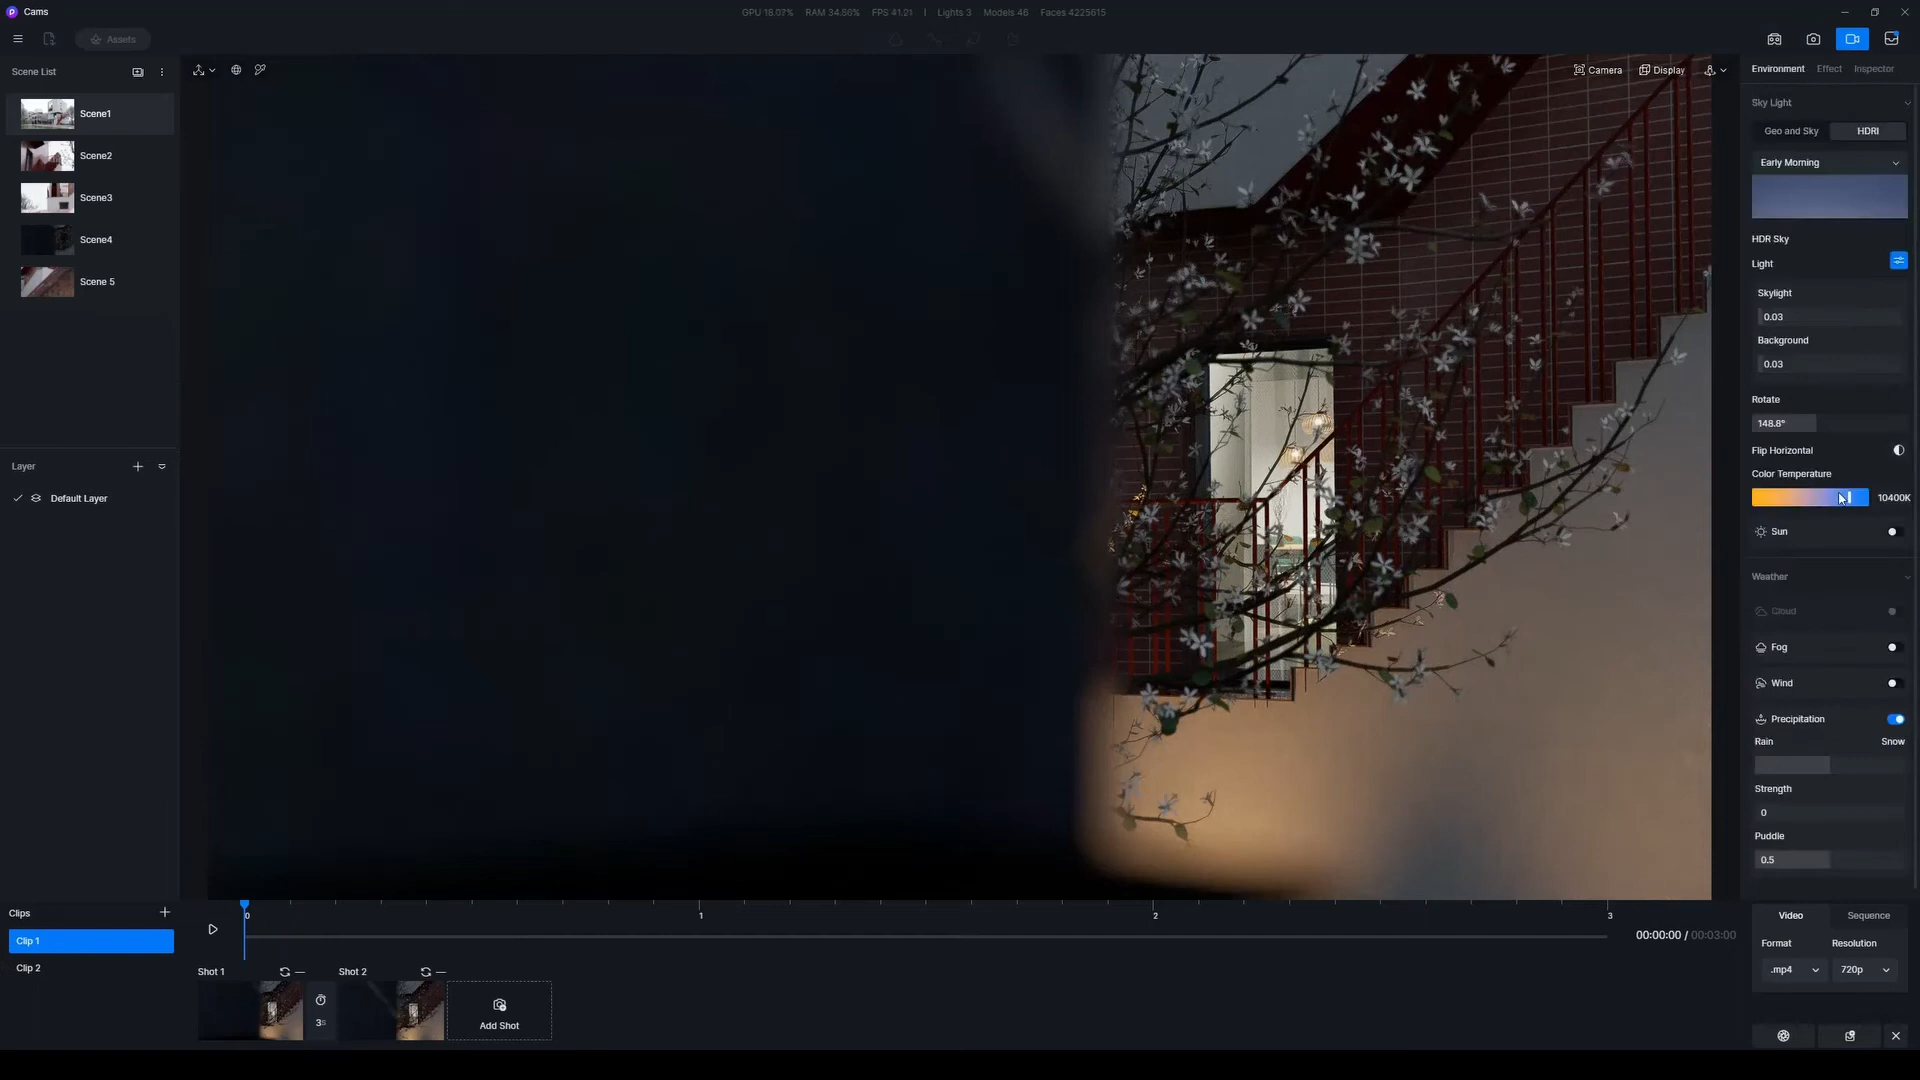 Cams
GPU 18.07% RAM 34.56% FPS 41.21 | Lights 3 Models 46 Faces 4225615
Assets
Scene List
Camera
Display
Environment Effect Inspector
Scene1
Scene2
Scene3
Scene4
Scene 5
Layer
Default Layer
Sky Light
Geo and Sky HDRI
Early Morning
HDR Sky
Light
Skylight
0.03
Background
0.03
Rotate
148.8°
Flip Horizontal
Color Temperature
10400K
Sun
Weather
Cloud
Fog
Wind
Precipitation
Rain Snow
Strength
0
Puddle
0.5
Clips
Clip 1
Clip 2
0 1 2 3
00:00:00 / 00:03:00
Shot 1
3s
Shot 2
Add Shot
Video Sequence
Format Resolution
.mp4 720p